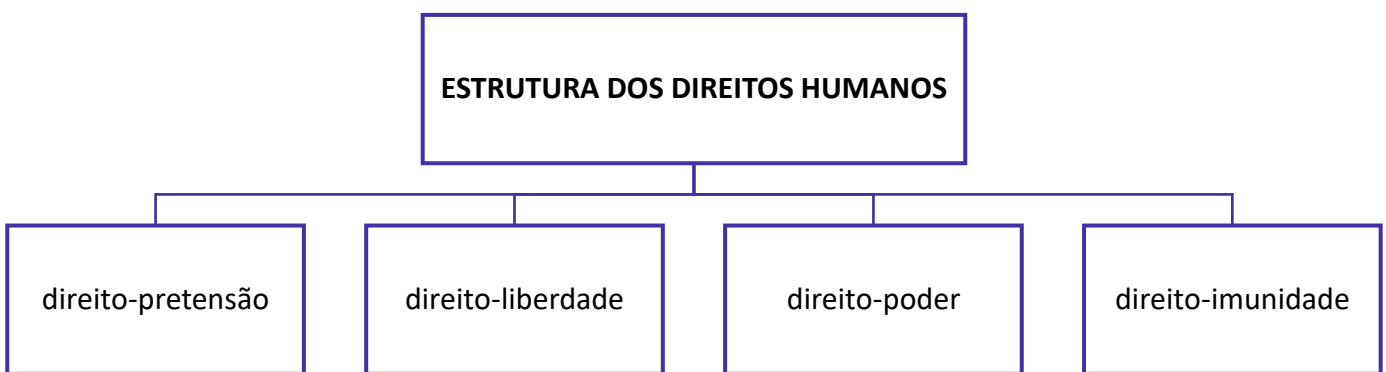 ESTRUTURA DOS DIREITOS HUMANOS
direito-pretensão
direito-liberdade
direito-poder
direito-imunidade